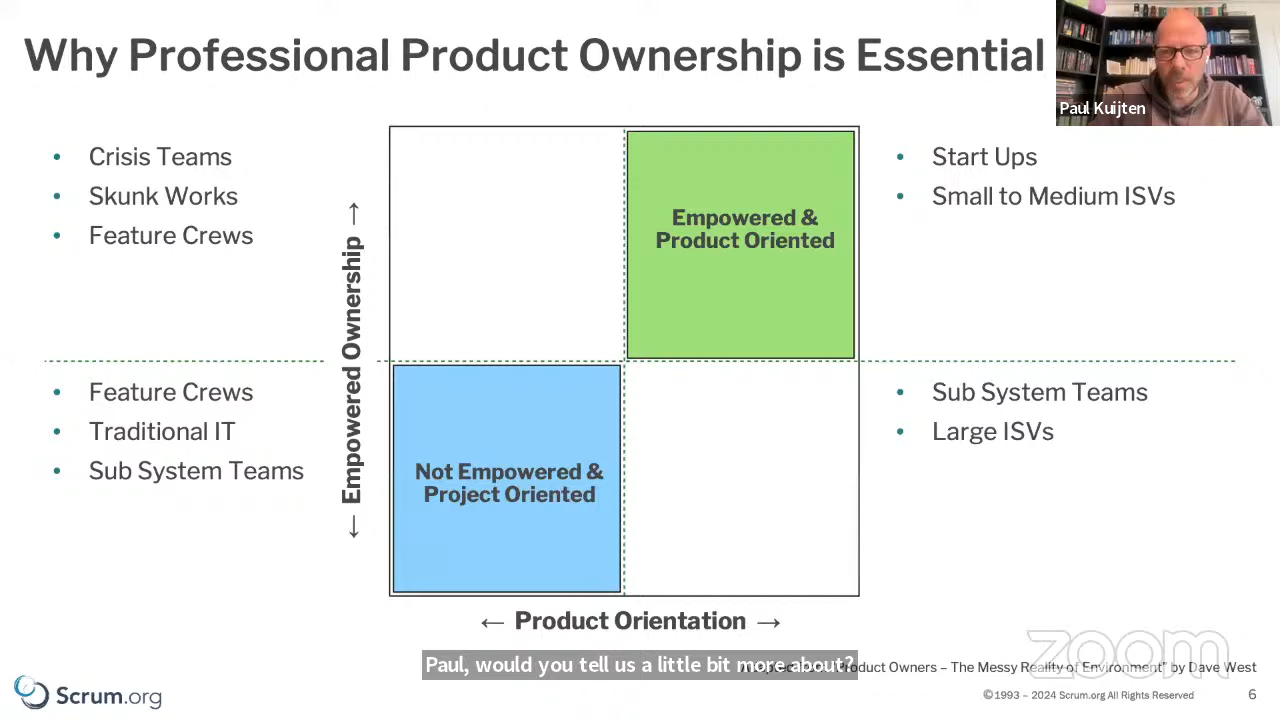 Why Professional Product Ownership is Essential
Paul Kuijten
• Crisis Teams
• Skunk Works
• Feature Crews
• Start Ups
• Small to Medium ISVs
← Empowered Ownership →
Empowered &
Product Oriented
• Feature Crews
• Traditional IT
• Sub System Teams
• Sub System Teams
• Large ISVs
Not Empowered &
Project Oriented
← Product Orientation →
Paul, would you tell us a little bit more about?
Product Owners – The Messy Reality of Environment" by Dave West
zoom
Scrum.org
©1993 – 2024 Scrum.org All Rights Reserved
6